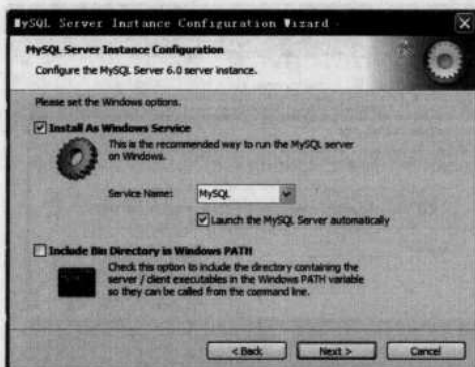 MySQL Server Instance Configuration Wizard
MySQL Server Instance Configuration
Configure the MySQL Server 6.0 server instance.
Please set the Windows options.
Install As Windows Service
This is the recommended way to run the MySQL server
on Windows.
Service Name:
MySQL
Launch the MySQL Server automatically
Include Bin Directory in Windows PATH
Check this option to include the directory containing the
server / client executables in the Windows PATH variable
so they can be called from the command line.
< Back
Next >
Cancel